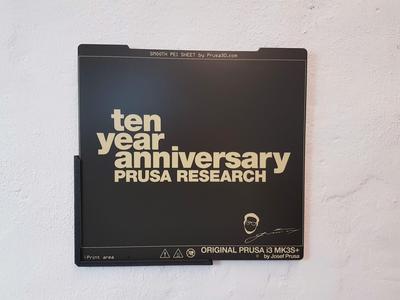 SMOOTH PEI SHEET by Prusa3D.com
ten
year
anniversary
PRUSA RESEARCH
ORIGINAL PRUSA i3 MK3S+
by Josef Prusa
Print area